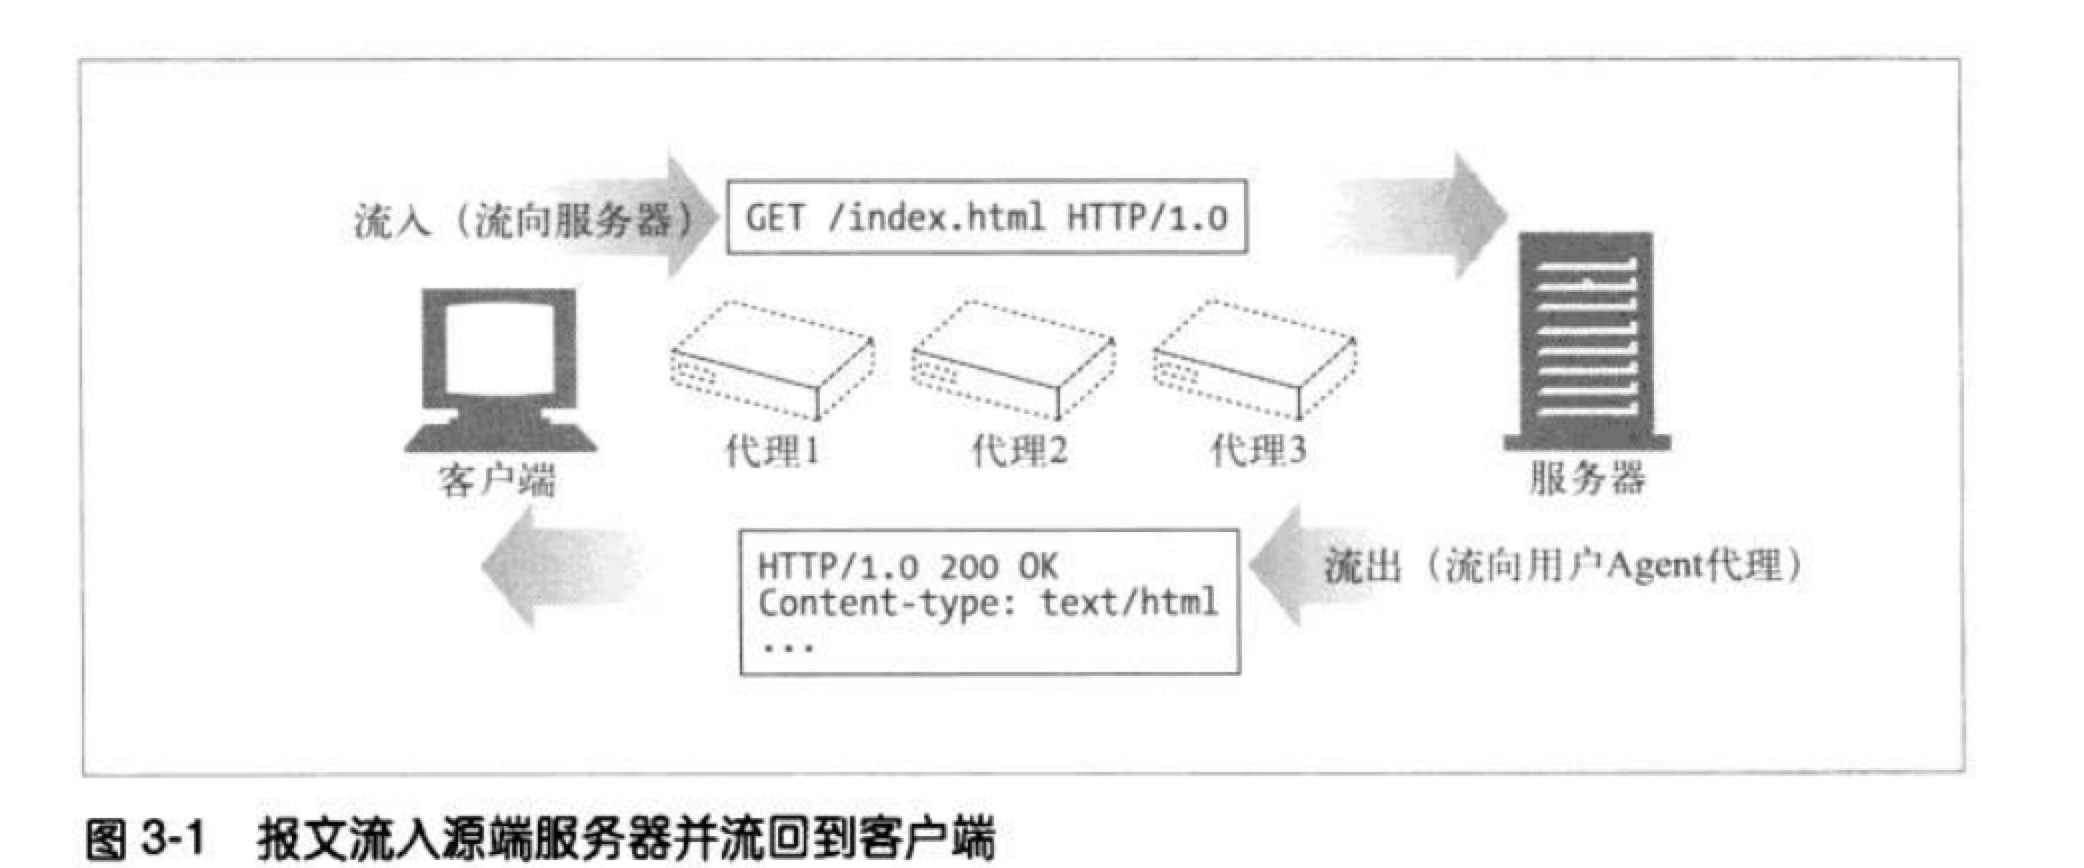 流入（流向服务器）
GET /index.html HTTP/1.0
代理1
代理2
代理3
客户端
服务器
HTTP/1.0 200 OK
Content-type: text/html
...
流出（流向用户Agent代理）
图 3-1 报文流入源端服务器并流回到客户端